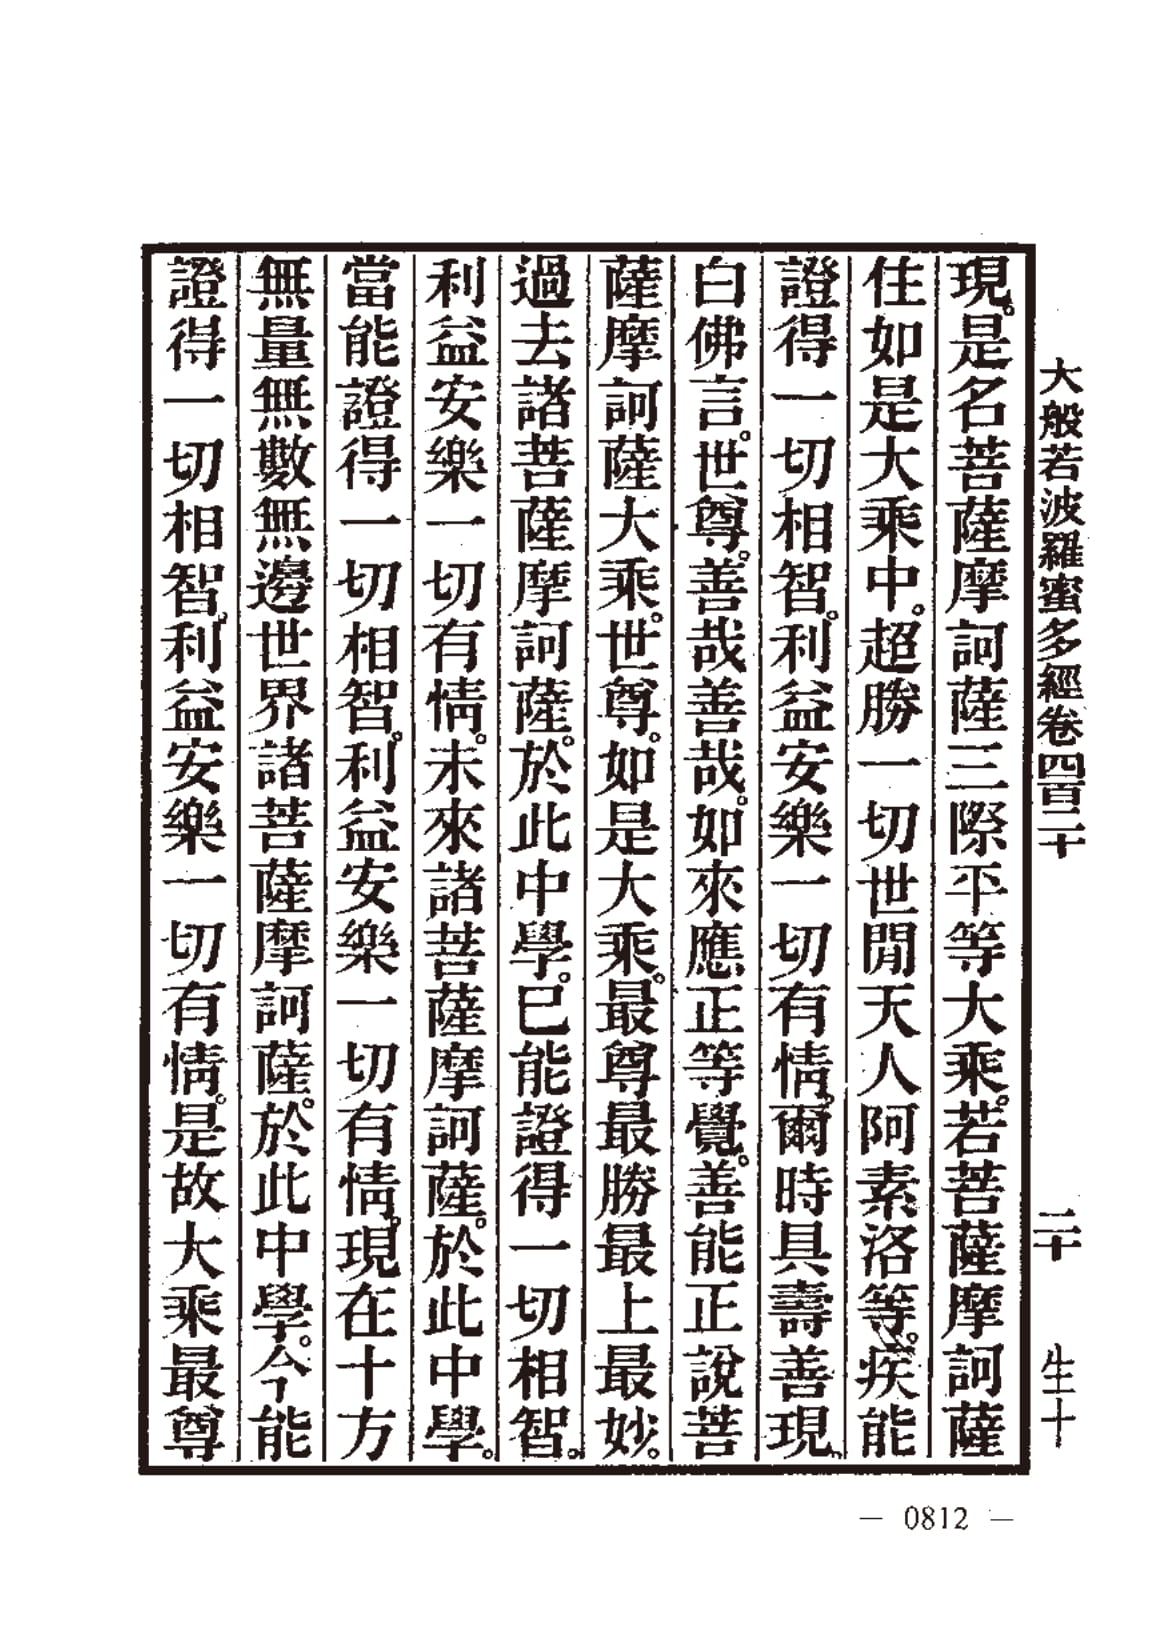 大般若波羅蜜多經卷四百二十　二十　生十
現。是名菩薩摩訶薩三際平等大乘。若菩薩摩訶薩
住如是大乘中。超勝一切世閒天人阿素洛等。疾能
證得一切相智。利益安樂一切有情。爾時具壽善現。
白佛言。世尊。善哉善哉。如來應正等覺。善能正說菩
薩摩訶薩大乘。世尊。如是大乘。最尊最勝最上最妙。
過去諸菩薩摩訶薩。於此中學。已能證得一切相智。
利益安樂一切有情。未來諸菩薩摩訶薩。於此中學。
當能證得一切相智。利益安樂一切有情。現在十方
無量無數無邊世界諸菩薩摩訶薩。於此中學。今能
證得一切相智。利益安樂一切有情。是故大乘最尊
— 0812 —